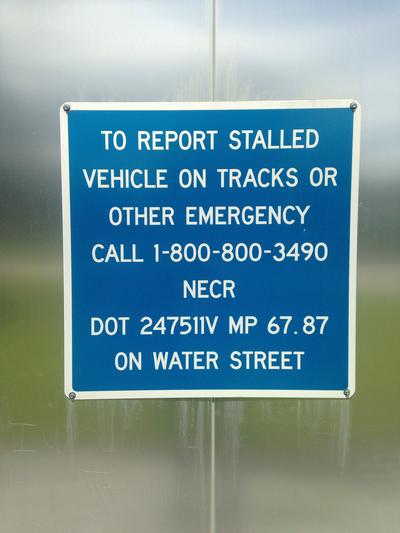 TO REPORT STALLED
VEHICLE ON TRACKS OR
OTHER EMERGENCY
CALL 1-800-800-3490
NECR
DOT 247511V MP 67.87
ON WATER STREET